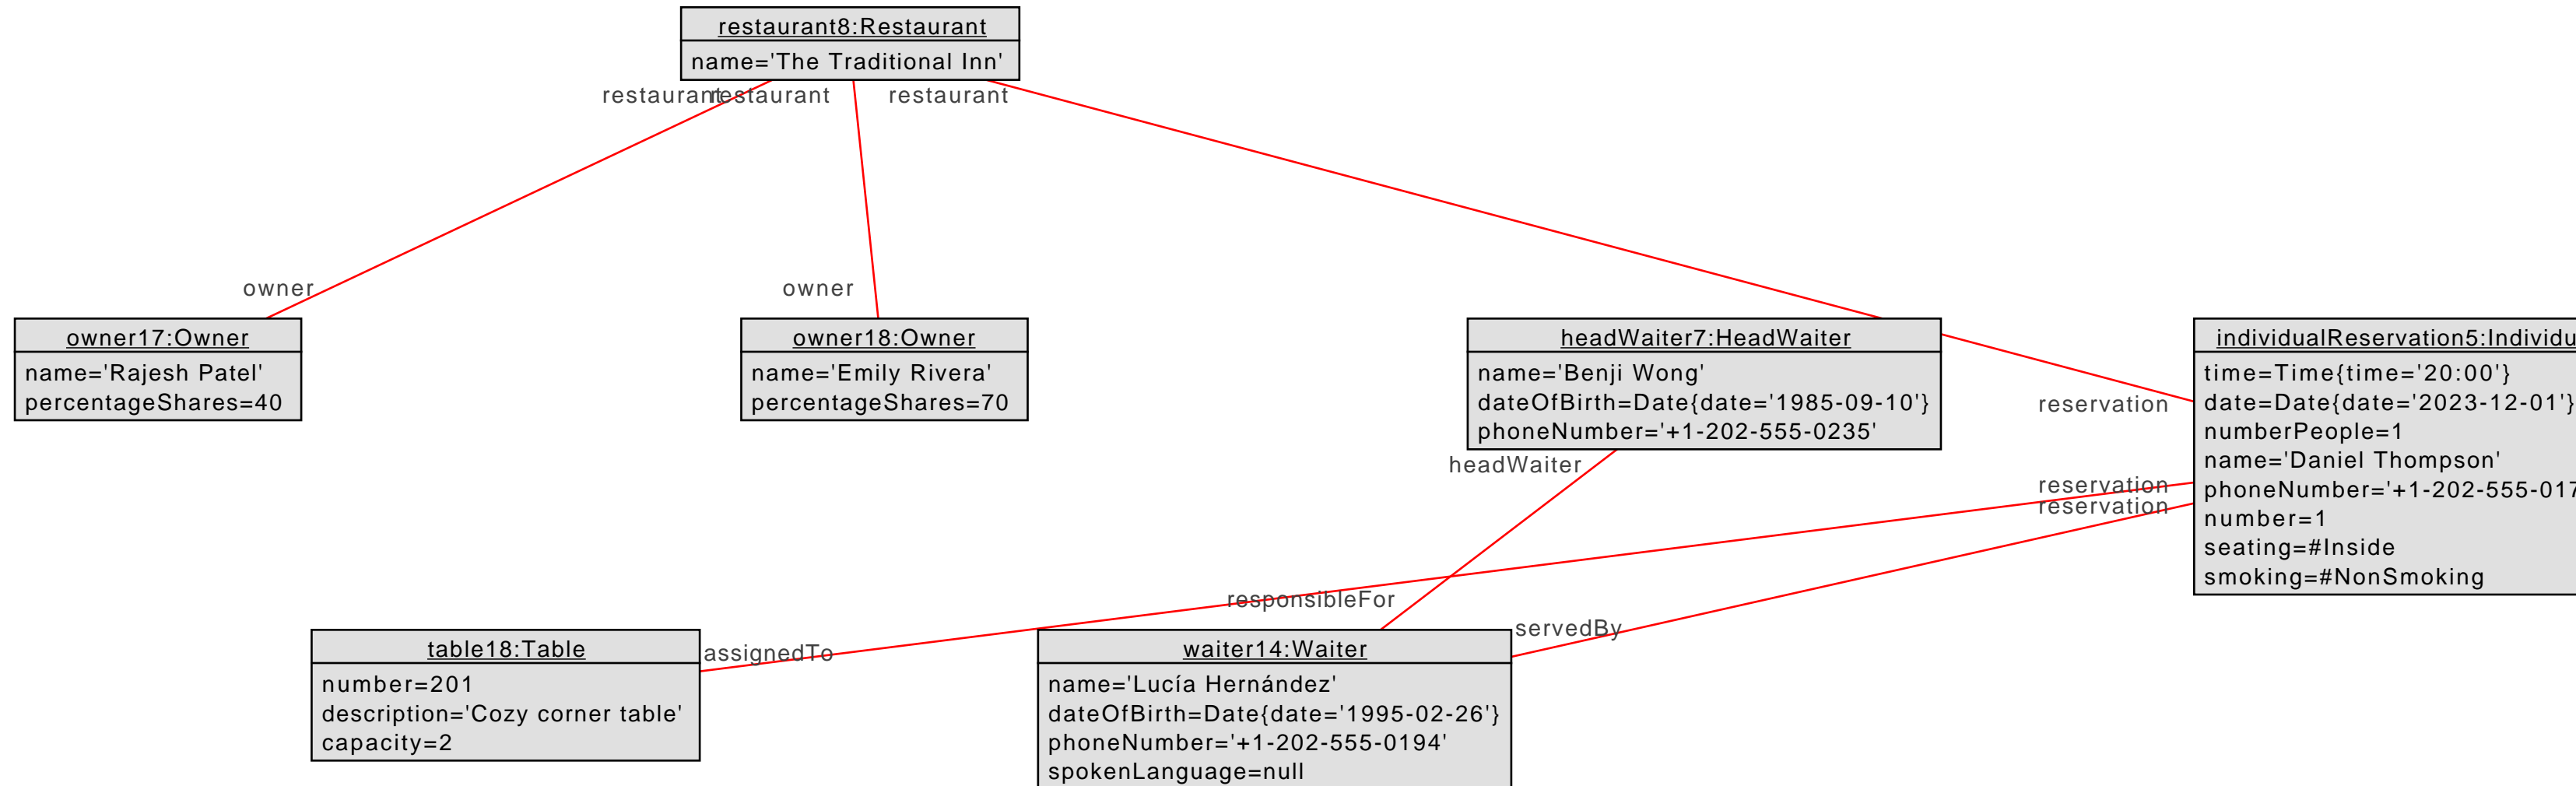 restaurant8:Restaurant
name='The Traditional Inn'
restaurant
restaurant
restaurant
owner
owner
owner17:Owner
name='Rajesh Patel'
percentageShares=40
owner18:Owner
name='Emily Rivera'
percentageShares=70
headWaiter7:HeadWaiter
name='Benji Wong'
dateOfBirth=Date{date='1985-09-10'}
phoneNumber='+1-202-555-0235'
headWaiter
reservation
reservation
reservation
individualReservation5:Individu
time=Time{time='20:00'}
date=Date{date='2023-12-01'}
numberPeople=1
name='Daniel Thompson'
phoneNumber='+1-202-555-017
number=1
seating=#Inside
smoking=#NonSmoking
responsibleFor
servedBy
assignedTo
table18:Table
number=201
description='Cozy corner table'
capacity=2
waiter14:Waiter
name='Lucía Hernández'
dateOfBirth=Date{date='1995-02-26'}
phoneNumber='+1-202-555-0194'
spokenLanguage=null